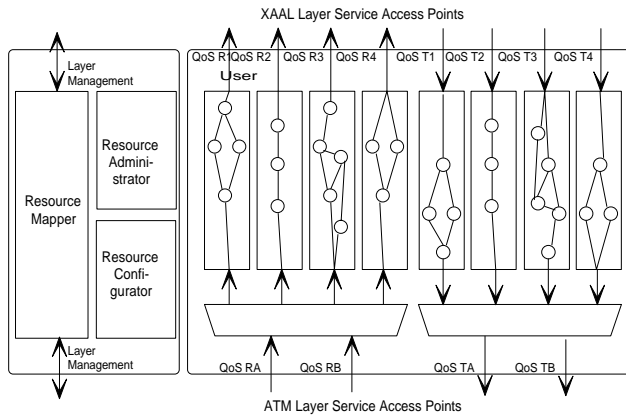 XAAL Layer Service Access Points
Layer
Management
QoS R1
QoS R2
QoS R3
QoS R4
QoS T1
QoS T2
QoS T3
QoS T4
User
Resource
Mapper
Resource
Admini-
strator
Resource
Confi-
gurator
Layer
Management
QoS RA
QoS RB
QoS TA
QoS TB
ATM Layer Service Access Points